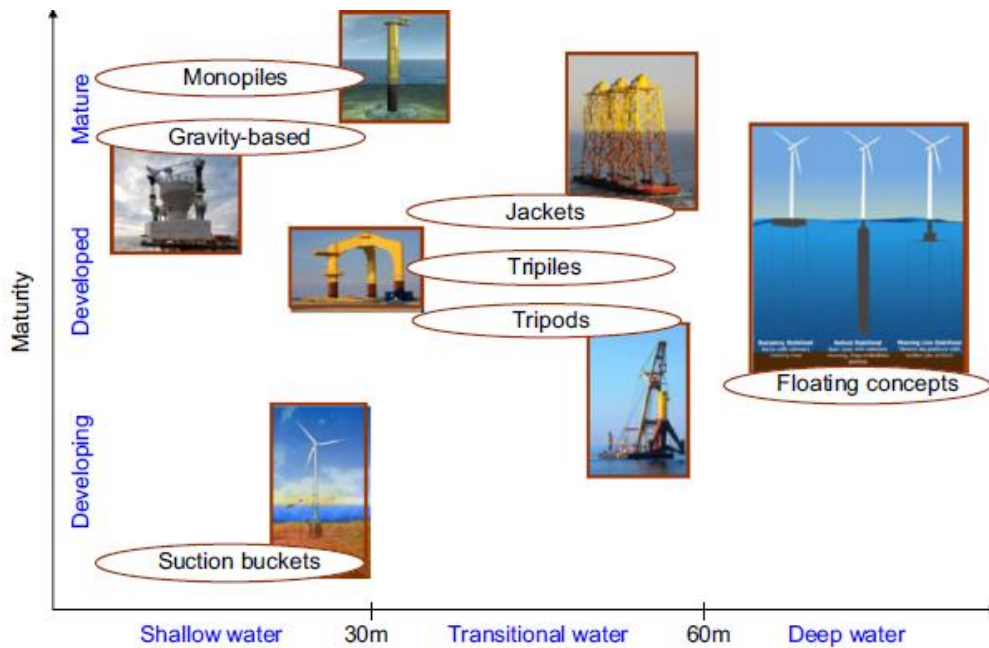 Monopiles
Mature
Gravity-based
Jackets
Developed
Tripiles
Maturity
Tripods
Floating concepts
Developing
Suction buckets
Shallow water
30m
Transitional water
60m
Deep water